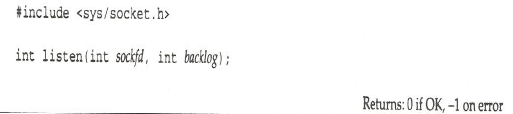 #include <sys/socket.h>
int listen(int sockfd, int backlog);
Returns: 0 if OK, –1 on error